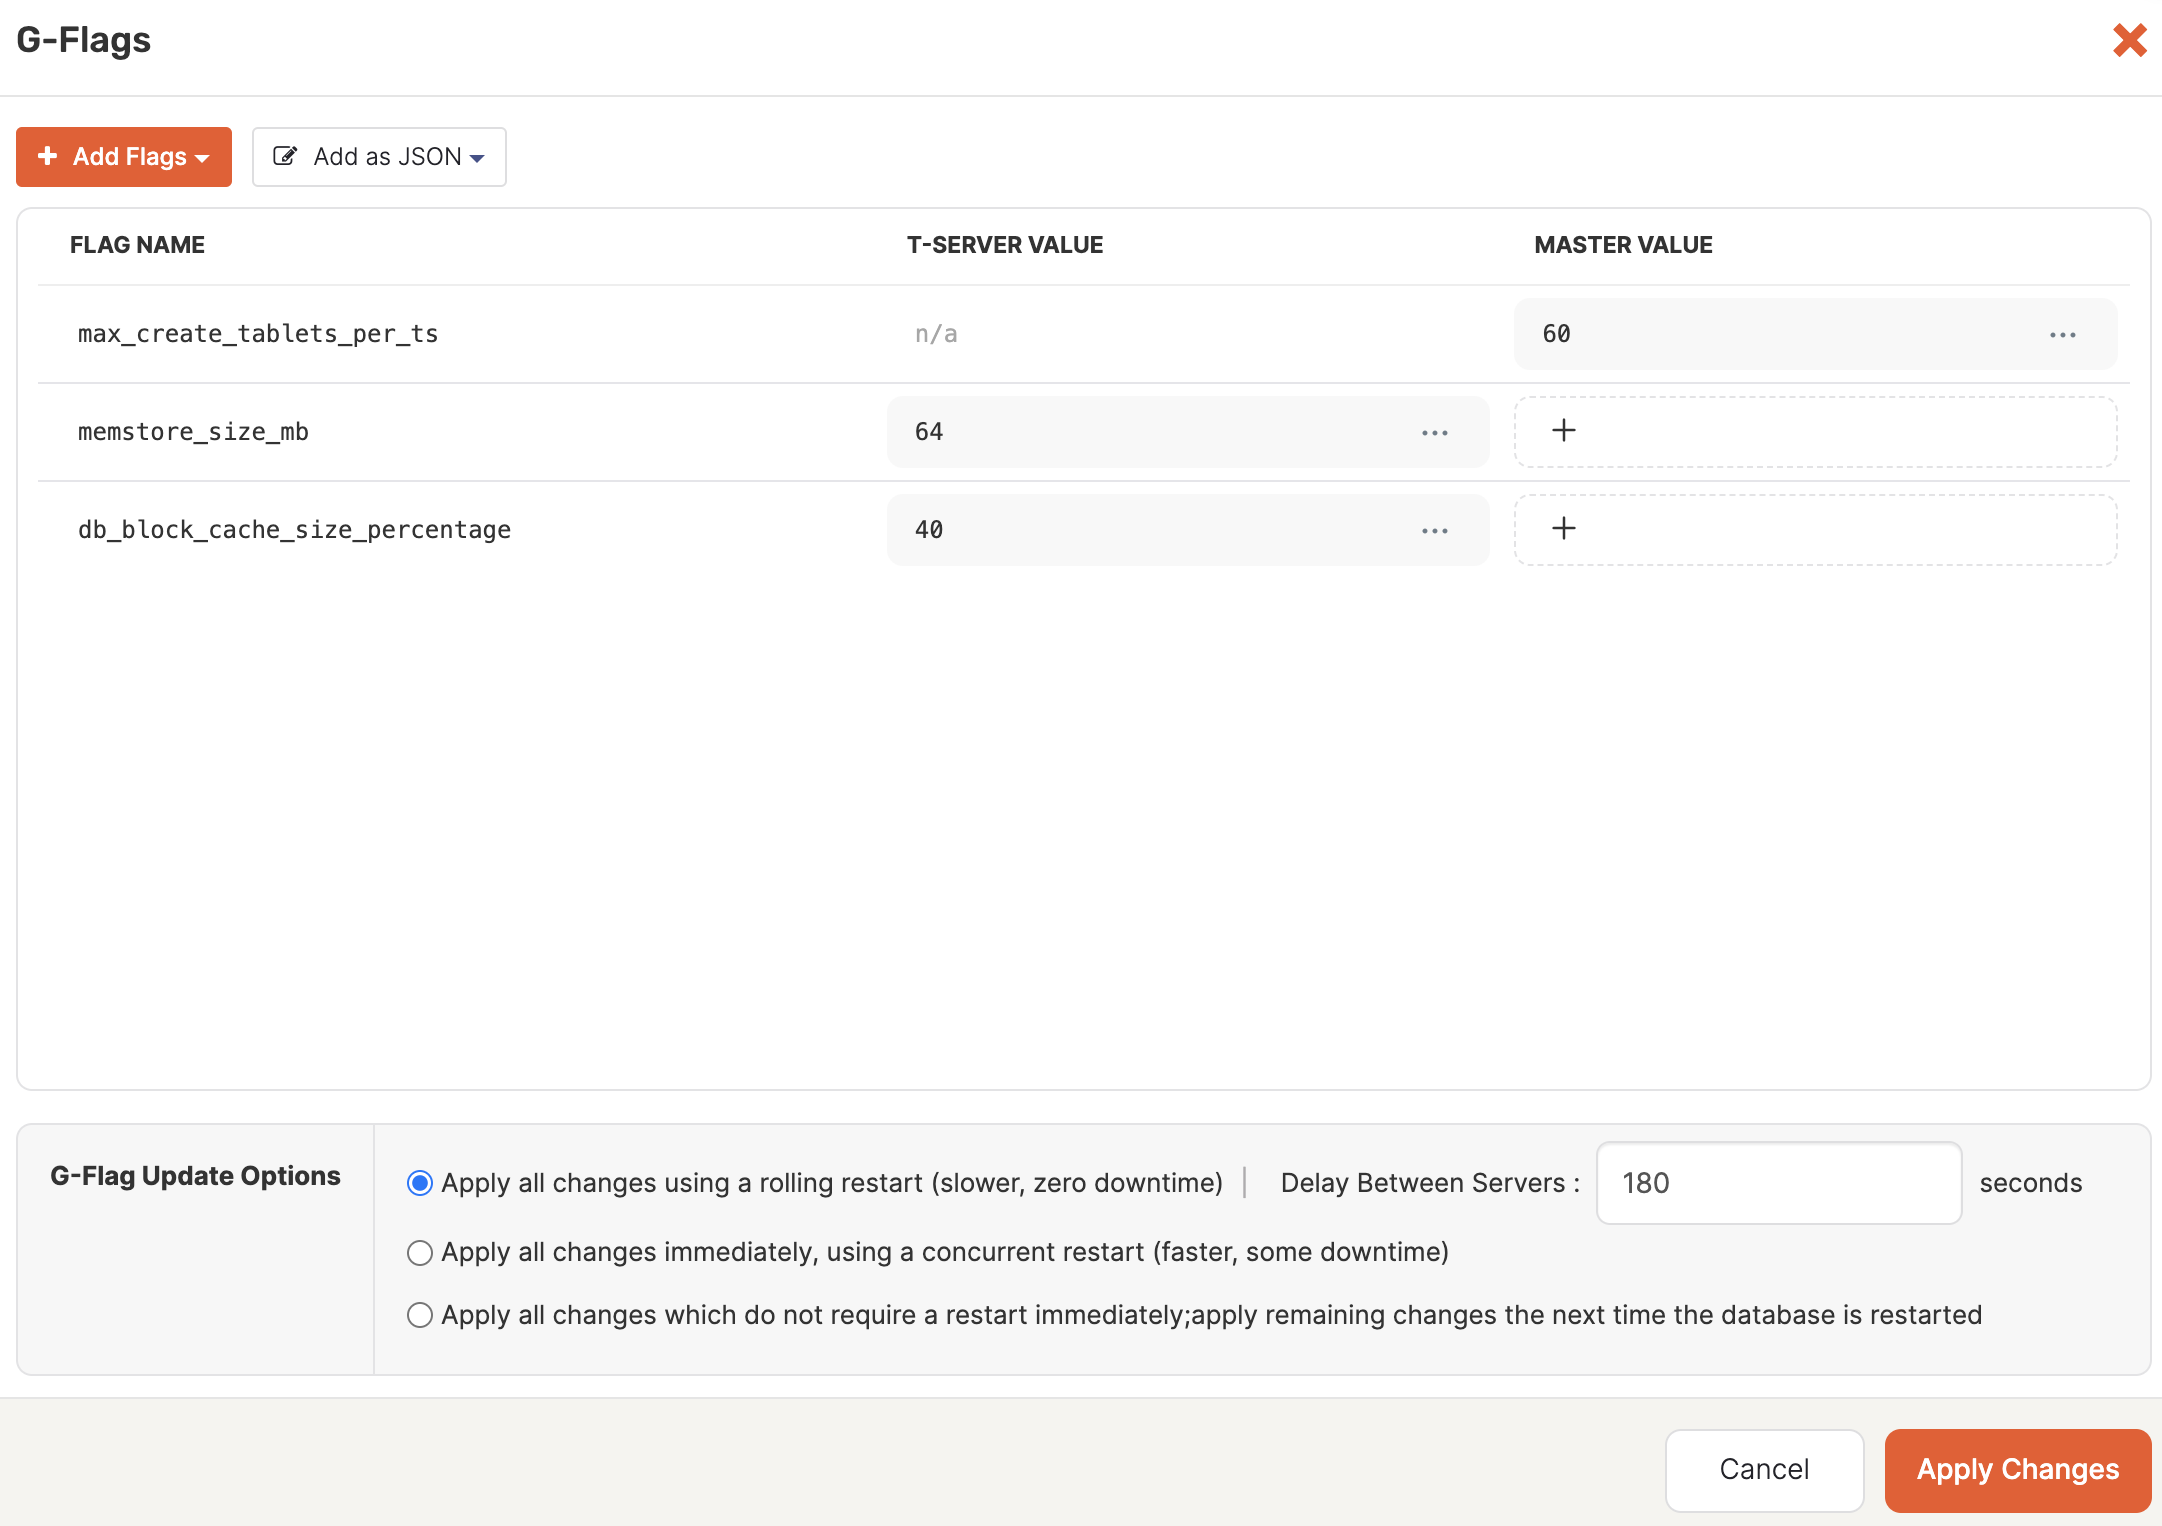 G-Flags
Add Flags
Add as JSON
FLAG NAME T-SERVER VALUE MASTER VALUE
max_create_tablets_per_ts n/a 60
memstore_size_mb 64
db_block_cache_size_percentage 40
G-Flag Update Options
Apply all changes using a rolling restart (slower, zero downtime) | Delay Between Servers : 180 seconds
Apply all changes immediately, using a concurrent restart (faster, some downtime)
Apply all changes which do not require a restart immediately;apply remaining changes the next time the database is restarted
Cancel Apply Changes